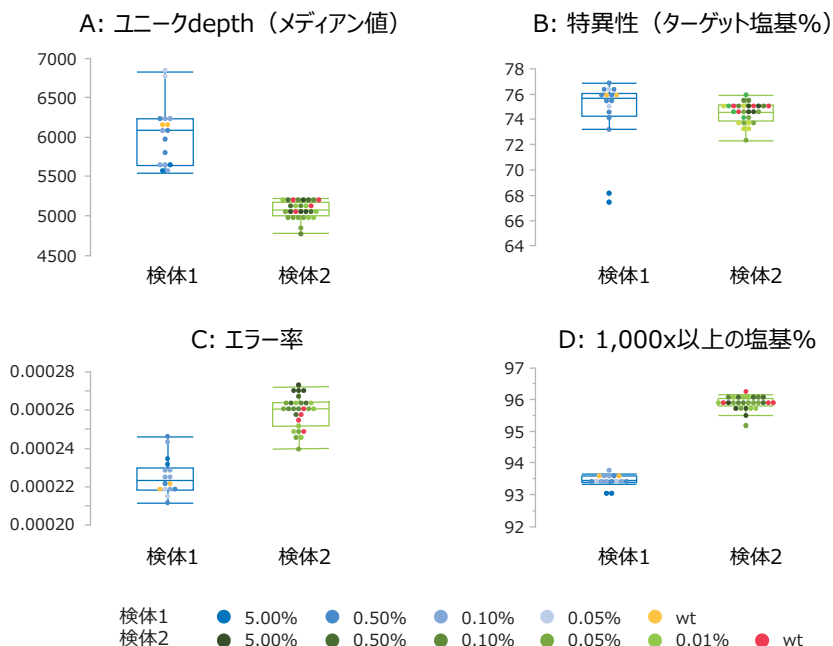 A: ユニークdepth（メディアン値）
7000
6500
6000
5500
5000
4500
検体1
検体2
B: 特異性（ターゲット塩基%）
78
76
74
72
70
68
66
64
検体1
検体2
C: エラー率
0.00028
0.00026
0.00024
0.00022
0.00020
検体1
検体2
D: 1,000x以上の塩基%
97
96
95
94
93
92
検体1
検体2
検体1 5.00% 0.50% 0.10% 0.05% wt
検体2 5.00% 0.50% 0.10% 0.05% 0.01% wt